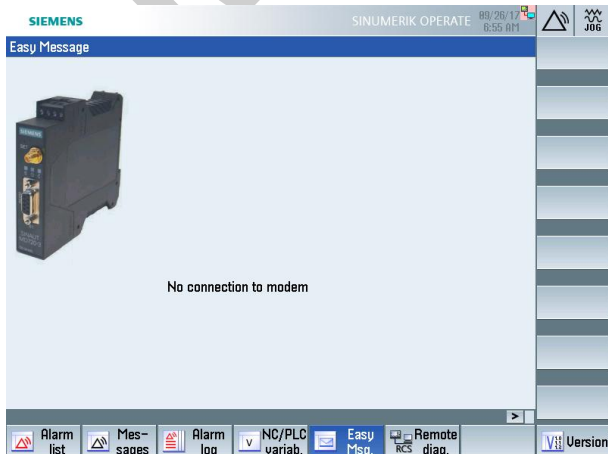 SIEMENS
SINUMERIK OPERATE
09/26/17
6:55 AM
JOG
Easy Message
SIEMENS
No connection to modem
>
Alarm
list
Mes-
sages
Alarm
log
V
NC/PLC
variab.
Easy
Msg.
RCS
Remote
diag.
Version